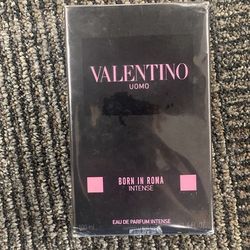 VALENTINO
UOMO
BORN IN ROMA
INTENSE
EAU DE PARFUM INTENSE